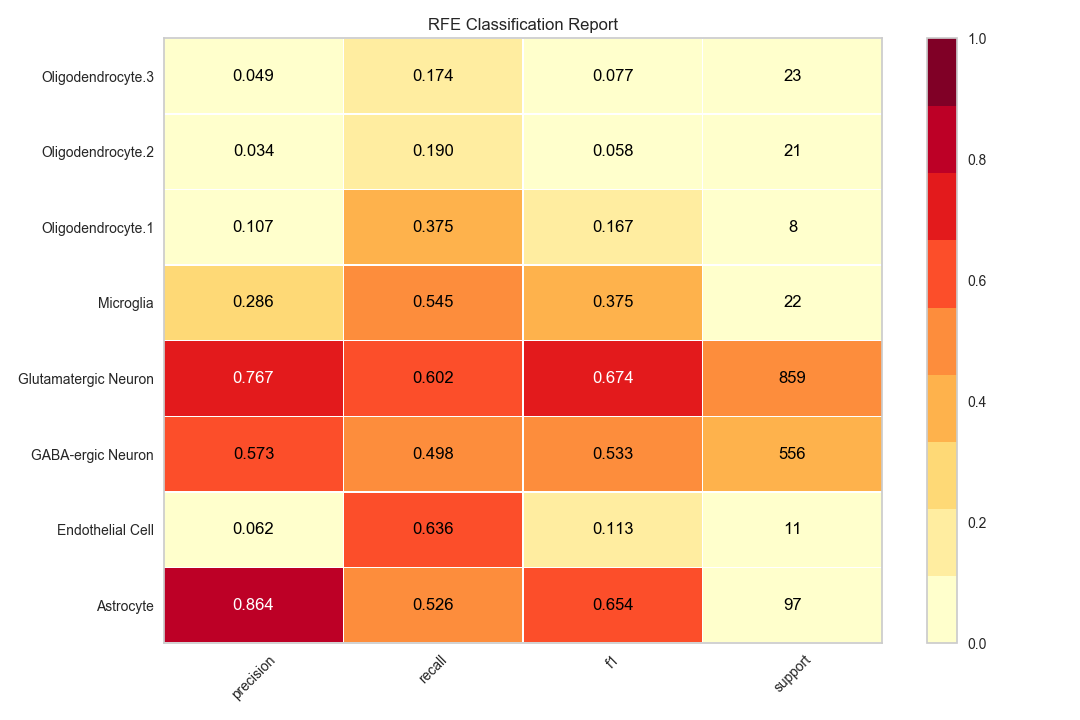 RFE Classification Report
Oligodendrocyte.3 0.049 0.174 0.077 23
Oligodendrocyte.2 0.034 0.190 0.058 21
Oligodendrocyte.1 0.107 0.375 0.167 8
Microglia 0.286 0.545 0.375 22
Glutamatergic Neuron 0.767 0.602 0.674 859
GABA-ergic Neuron 0.573 0.498 0.533 556
Endothelial Cell 0.062 0.636 0.113 11
Astrocyte 0.864 0.526 0.654 97
precision recall f1 support
1.0
0.8
0.6
0.4
0.2
0.0